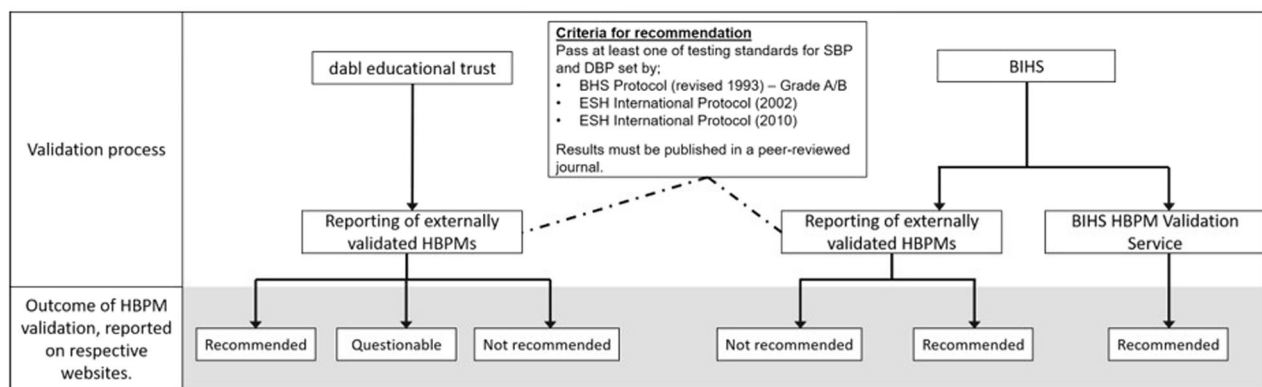 Validation process
dabl educational trust
Criteria for recommendation
Pass at least one of testing standards for SBP
and DBP set by;
• BHS Protocol (revised 1993) – Grade A/B
• ESH International Protocol (2002)
• ESH International Protocol (2010)
Results must be published in a peer-reviewed
journal.
BIHS
Reporting of externally
validated HBPMs
Reporting of externally
validated HBPMs
BIHS HBPM Validation
Service
Outcome of HBPM
validation, reported
on respective
websites.
Recommended
Questionable
Not recommended
Not recommended
Recommended
Recommended